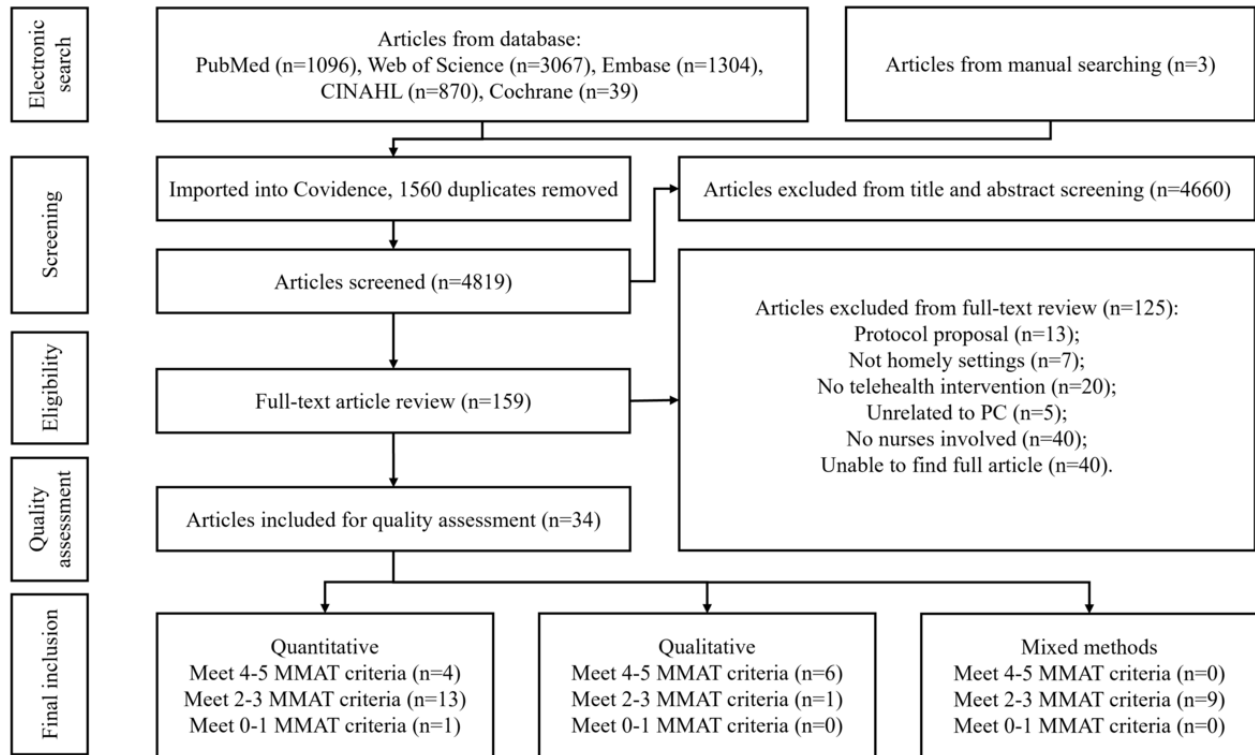 Electronic
search
Articles from database:
PubMed (n=1096), Web of Science (n=3067), Embase (n=1304),
CINAHL (n=870), Cochrane (n=39)
Articles from manual searching (n=3)
Screening
Imported into Covidence, 1560 duplicates removed
Articles excluded from title and abstract screening (n=4660)
Articles screened (n=4819)
Eligibility
Full-text article review (n=159)
Articles excluded from full-text review (n=125):
Protocol proposal (n=13);
Not homely settings (n=7);
No telehealth intervention (n=20);
Unrelated to PC (n=5);
No nurses involved (n=40);
Unable to find full article (n=40).
Quality
assessment
Articles included for quality assessment (n=34)
Final inclusion
Quantitative
Meet 4-5 MMAT criteria (n=4)
Meet 2-3 MMAT criteria (n=13)
Meet 0-1 MMAT criteria (n=1)
Qualitative
Meet 4-5 MMAT criteria (n=6)
Meet 2-3 MMAT criteria (n=1)
Meet 0-1 MMAT criteria (n=0)
Mixed methods
Meet 4-5 MMAT criteria (n=0)
Meet 2-3 MMAT criteria (n=9)
Meet 0-1 MMAT criteria (n=0)